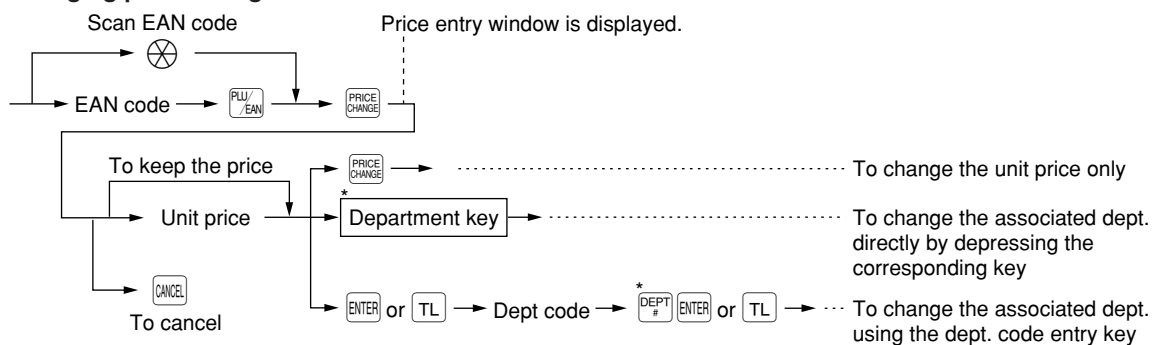 Scan EAN code
Price entry window is displayed.
EAN code PLU/EAN PRICE CHANGE
To keep the price
PRICE CHANGE To change the unit price only
Unit price * Department key To change the associated dept.
directly by depressing the
corresponding key
CANCEL
To cancel
ENTER or TL Dept code * DEPT # ENTER or TL To change the associated dept.
using the dept. code entry key